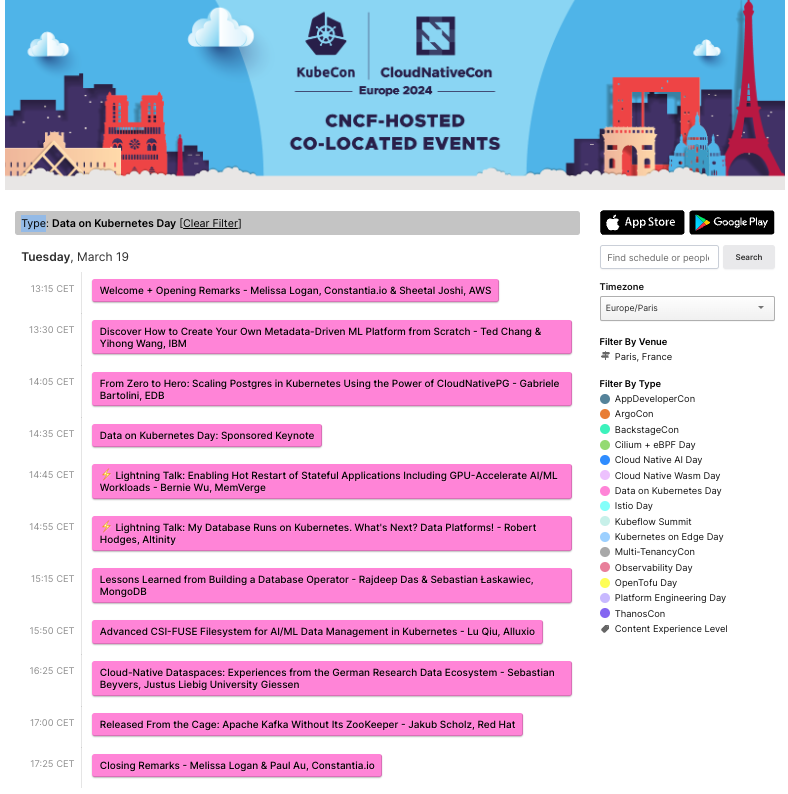 KubeCon
CloudNativeCon
Europe 2024
CNCF-HOSTED
CO-LOCATED EVENTS
Type: Data on Kubernetes Day [Clear Filter]
Tuesday, March 19
13:15 CET
Welcome + Opening Remarks - Melissa Logan, Constantia.io & Sheetal Joshi, AWS
13:30 CET
Discover How to Create Your Own Metadata-Driven ML Platform from Scratch - Ted Chang &
Yihong Wang, IBM
14:05 CET
From Zero to Hero: Scaling Postgres in Kubernetes Using the Power of CloudNativePG - Gabriele
Bartolini, EDB
14:35 CET
Data on Kubernetes Day: Sponsored Keynote
14:45 CET
⚡ Lightning Talk: Enabling Hot Restart of Stateful Applications Including GPU-Accelerate AI/ML
Workloads - Bernie Wu, MemVerge
14:55 CET
⚡ Lightning Talk: My Database Runs on Kubernetes. What's Next? Data Platforms! - Robert
Hodges, Altinity
15:15 CET
Lessons Learned from Building a Database Operator - Rajdeep Das & Sebastian Łaskawiec,
MongoDB
15:50 CET
Advanced CSI-FUSE Filesystem for AI/ML Data Management in Kubernetes - Lu Qiu, Alluxio
16:25 CET
Cloud-Native Dataspaces: Experiences from the German Research Data Ecosystem - Sebastian
Beyvers, Justus Liebig University Giessen
17:00 CET
Released From the Cage: Apache Kafka Without Its ZooKeeper - Jakub Scholz, Red Hat
17:25 CET
Closing Remarks - Melissa Logan & Paul Au, Constantia.io
App Store
Google Play
Find schedule or people
Search
Timezone
Europe/Paris
Filter By Venue
Paris, France
Filter By Type
AppDeveloperCon
ArgoCon
BackstageCon
Cilium + eBPF Day
Cloud Native AI Day
Cloud Native Wasm Day
Data on Kubernetes Day
Istio Day
Kubeflow Summit
Kubernetes on Edge Day
Multi-TenancyCon
Observability Day
OpenTofu Day
Platform Engineering Day
ThanosCon
Content Experience Level